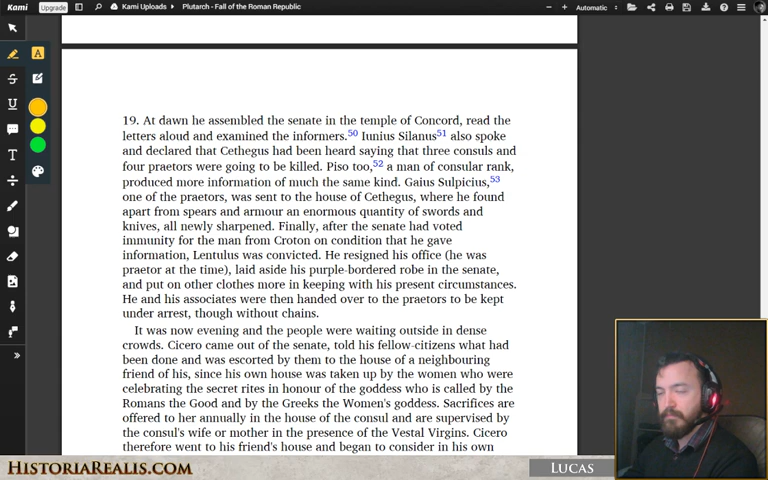 Kami Upgrade Kami Uploads Plutarch - Fall of the Roman Republic Automatic
19. At dawn he assembled the senate in the temple of Concord, read the
letters aloud and examined the informers.50 Iunius Silanus51 also spoke
and declared that Cethegus had been heard saying that three consuls and
four praetors were going to be killed. Piso too,52 a man of consular rank,
produced more information of much the same kind. Gaius Sulpicius,53
one of the praetors, was sent to the house of Cethegus, where he found
apart from spears and armour an enormous quantity of swords and
knives, all newly sharpened. Finally, after the senate had voted
immunity for the man from Croton on condition that he gave
information, Lentulus was convicted. He resigned his office (he was
praetor at the time), laid aside his purple-bordered robe in the senate,
and put on other clothes more in keeping with his present circumstances.
He and his associates were then handed over to the praetors to be kept
under arrest, though without chains.
It was now evening and the people were waiting outside in dense
crowds. Cicero came out of the senate, told his fellow-citizens what had
been done and was escorted by them to the house of a neighbouring
friend of his, since his own house was taken up by the women who were
celebrating the secret rites in honour of the goddess who is called by the
Romans the Good and by the Greeks the Women's goddess. Sacrifices are
offered to her annually in the house of the consul and are supervised by
the consul's wife or mother in the presence of the Vestal Virgins. Cicero
therefore went to his friend's house and began to consider in his own
HistoriaRealis.com
Lucas